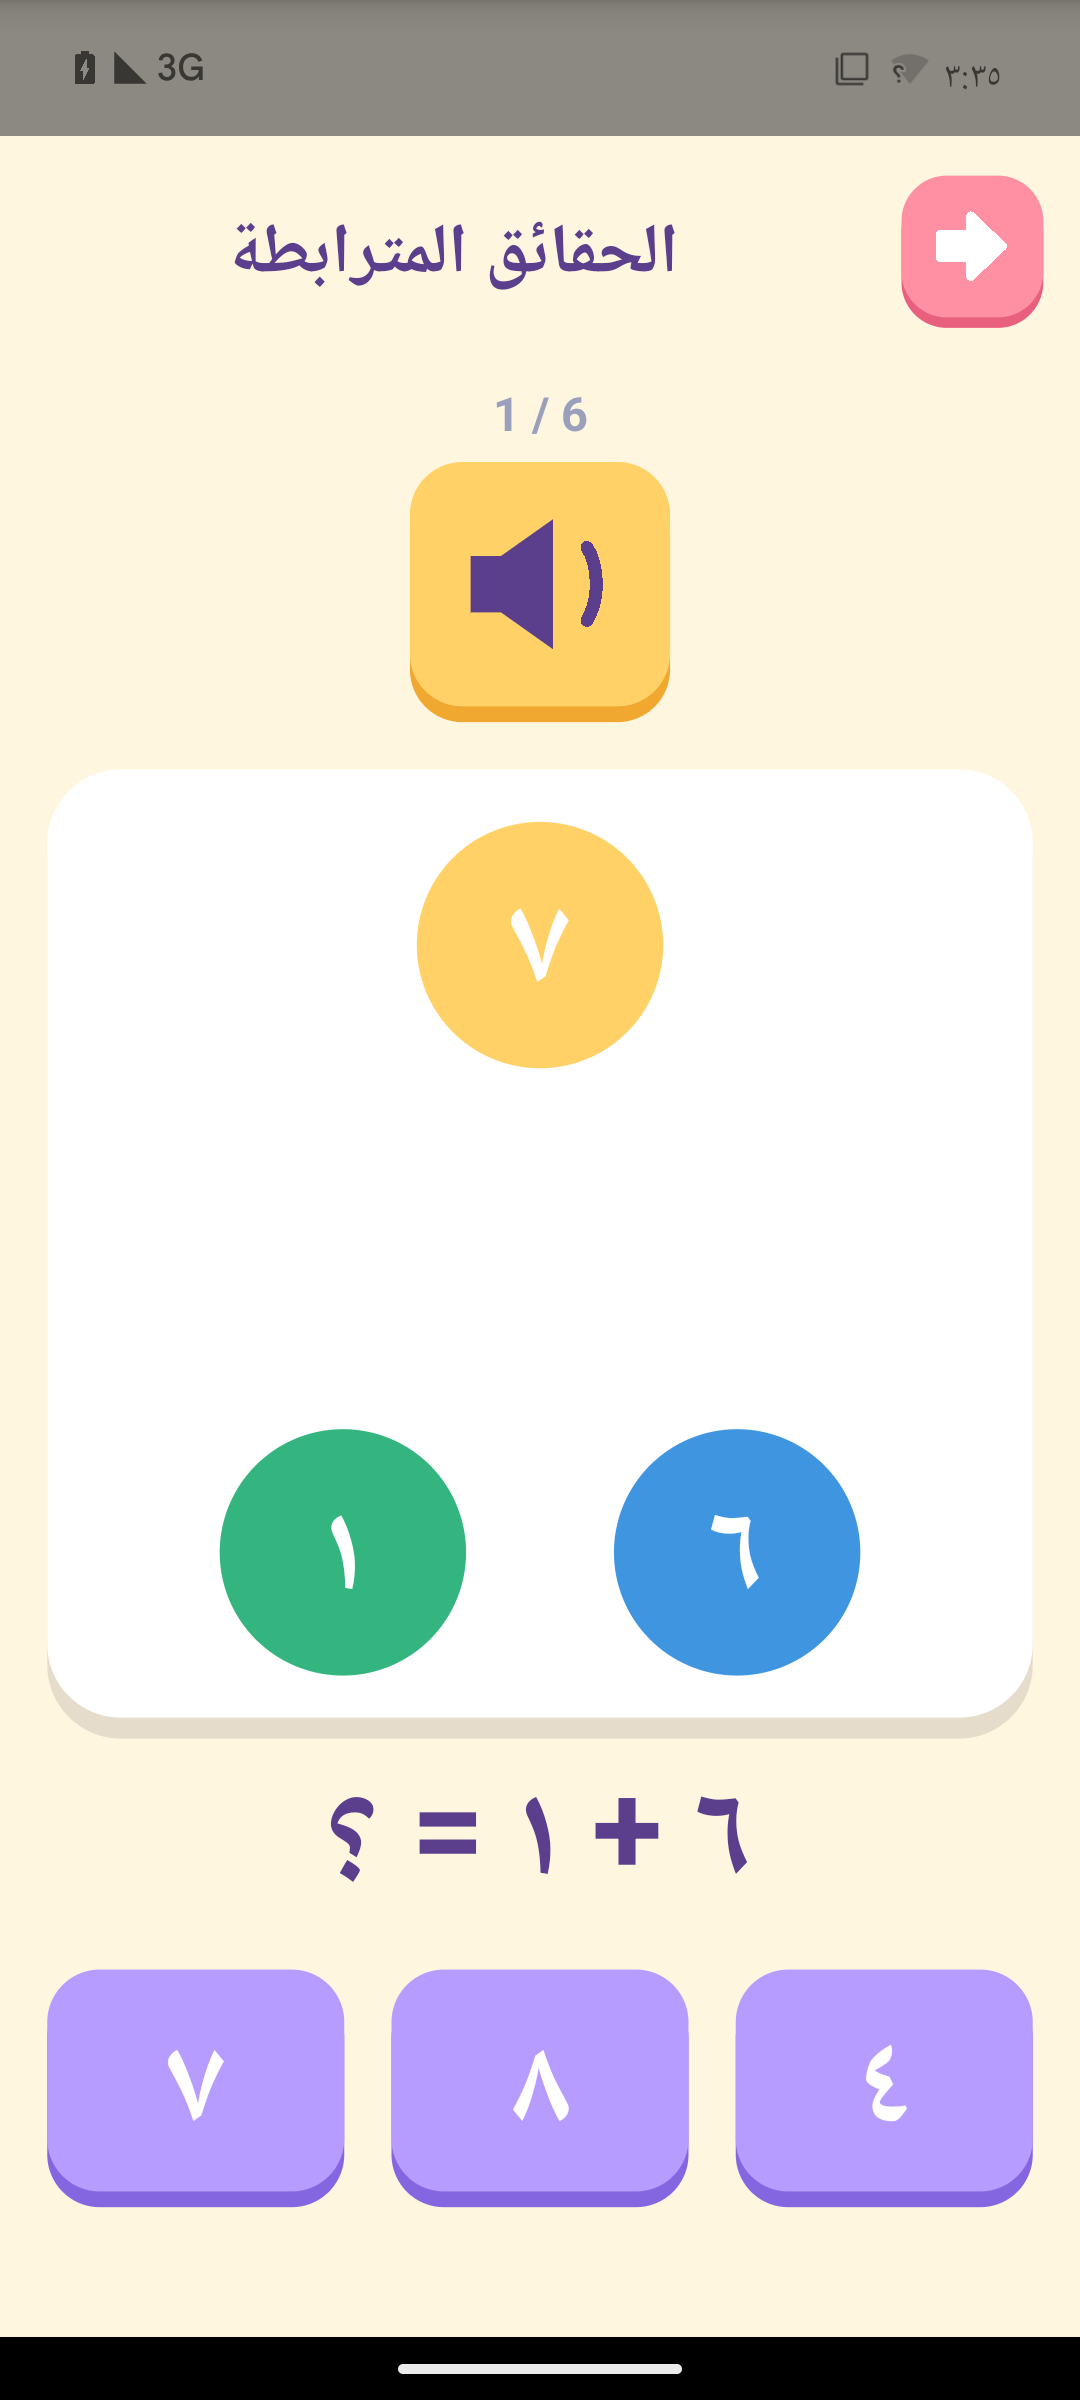 3G ٣:٣٥
الحقائق المترابطة
1 / 6
٧
٦ ١
٦ + ١ = ؟
٤ ٨ ٧